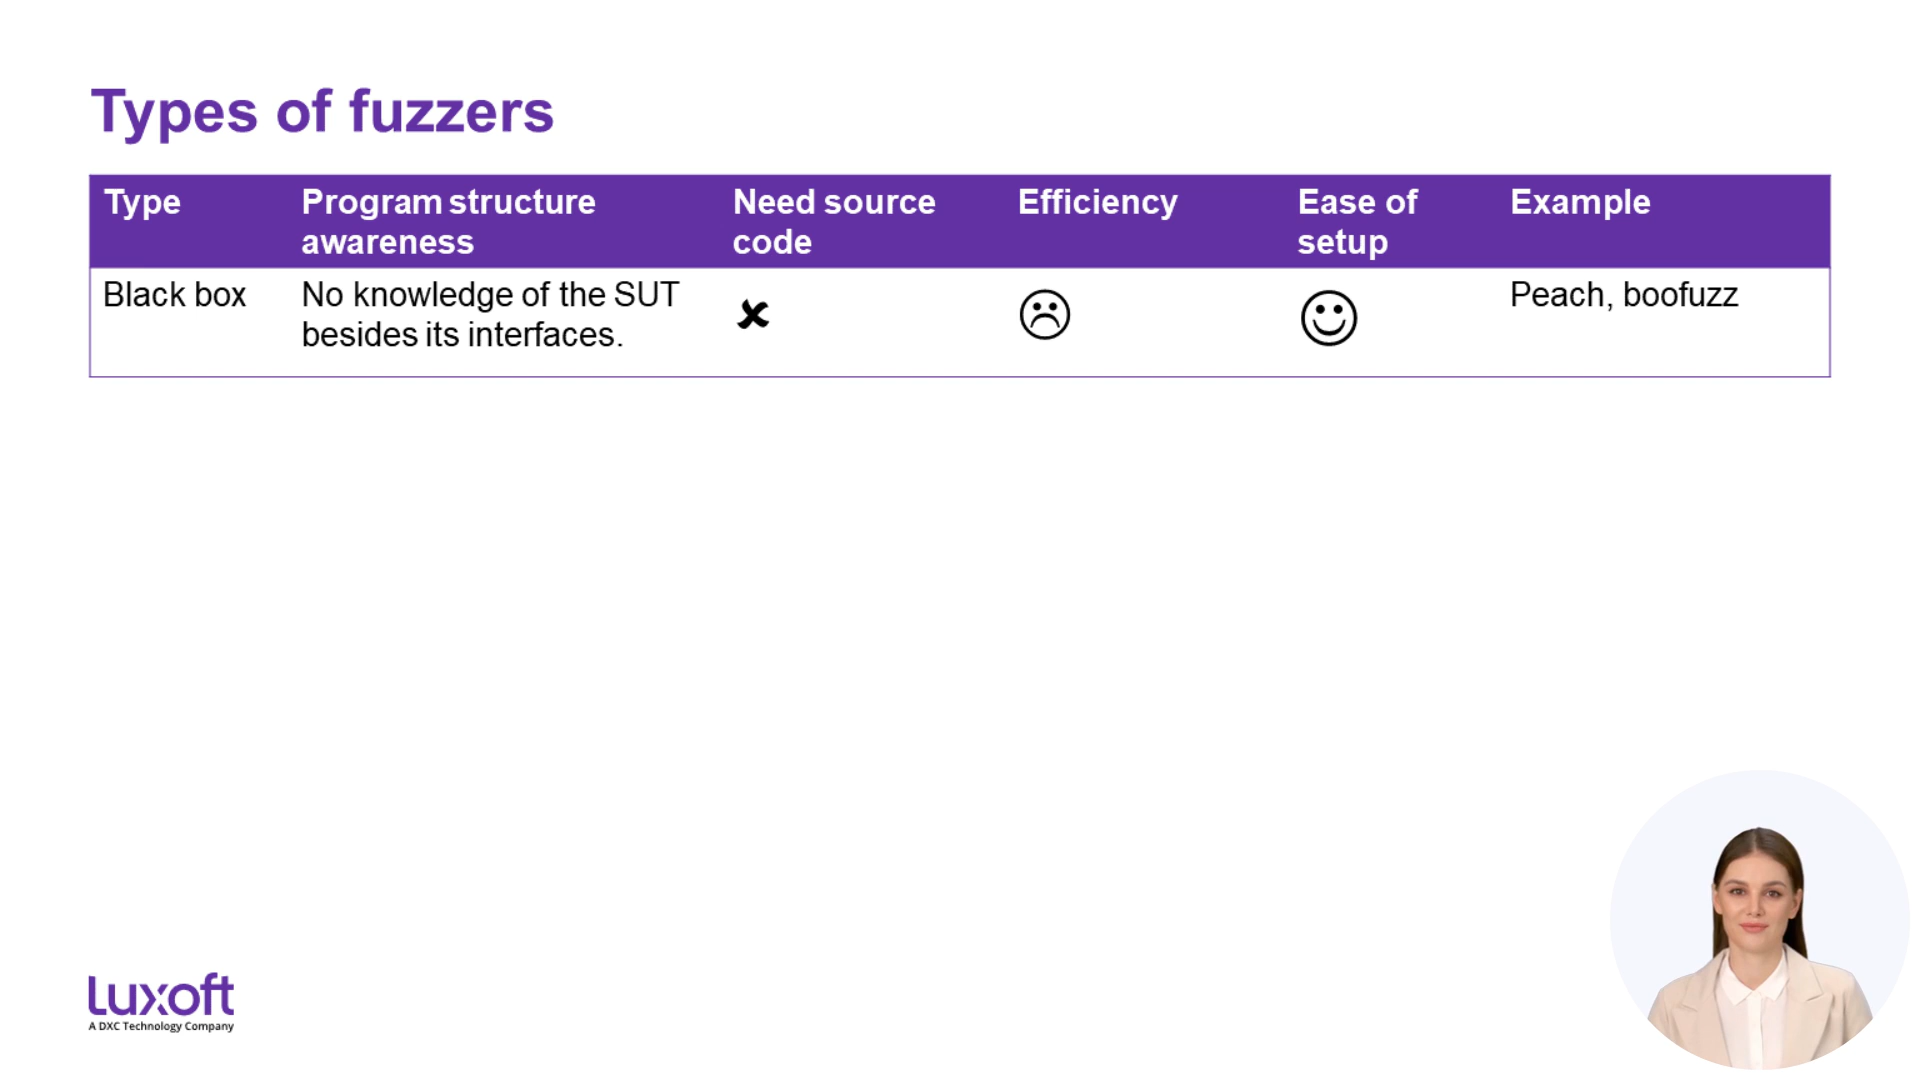 Types of fuzzers
Type
Program structure
awareness
Need source
code
Efficiency
Ease of
setup
Example
Black box
No knowledge of the SUT
besides its interfaces.
✘
☹
☺
Peach, boofuzz
Luxoft
A DXC Technology Company